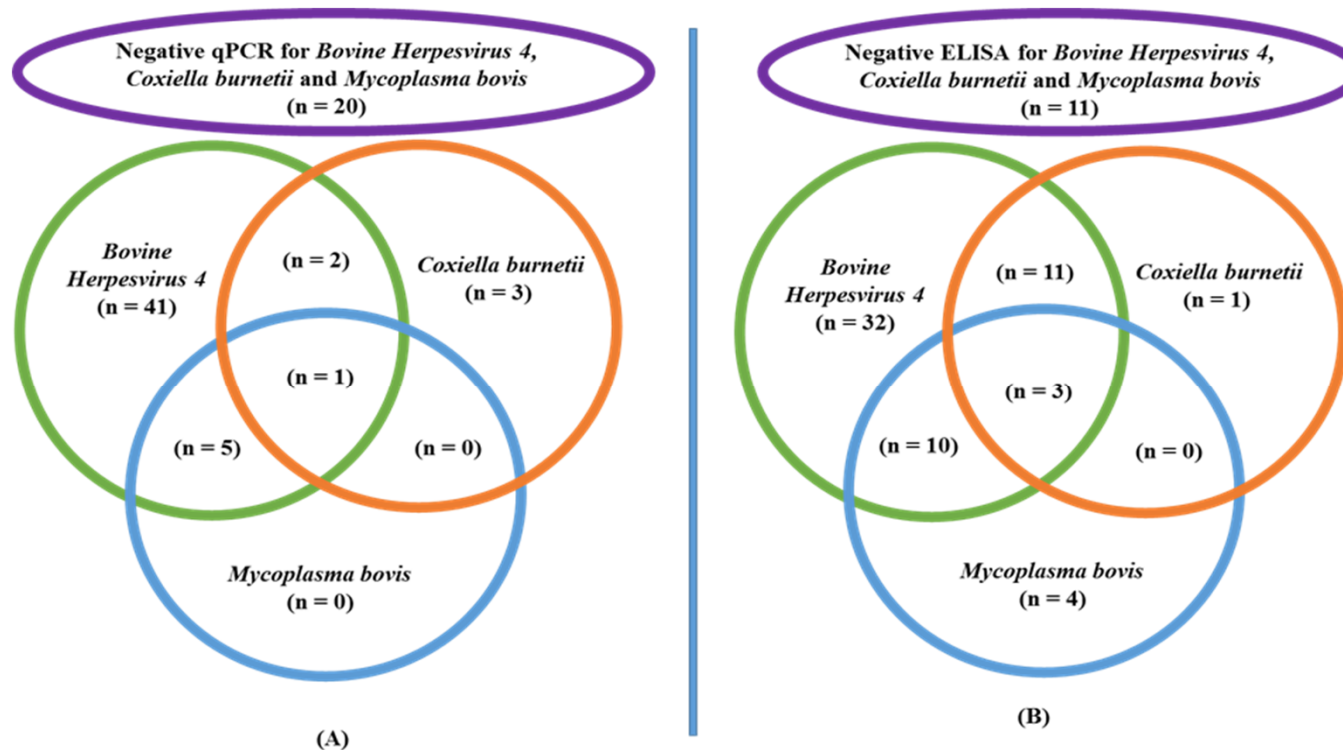 Negative qPCR for Bovine Herpesvirus 4,
Coxiella burnetii and Mycoplasma bovis
(n = 20)
Bovine
Herpesvirus 4
(n = 41)
(n = 2)
Coxiella burnetii
(n = 3)
(n = 1)
(n = 5)
(n = 0)
Mycoplasma bovis
(n = 0)
(A)
Negative ELISA for Bovine Herpesvirus 4,
Coxiella burnetii and Mycoplasma bovis
(n = 11)
Bovine
Herpesvirus 4
(n = 32)
(n = 11)
Coxiella burnetii
(n = 1)
(n = 3)
(n = 10)
(n = 0)
Mycoplasma bovis
(n = 4)
(B)